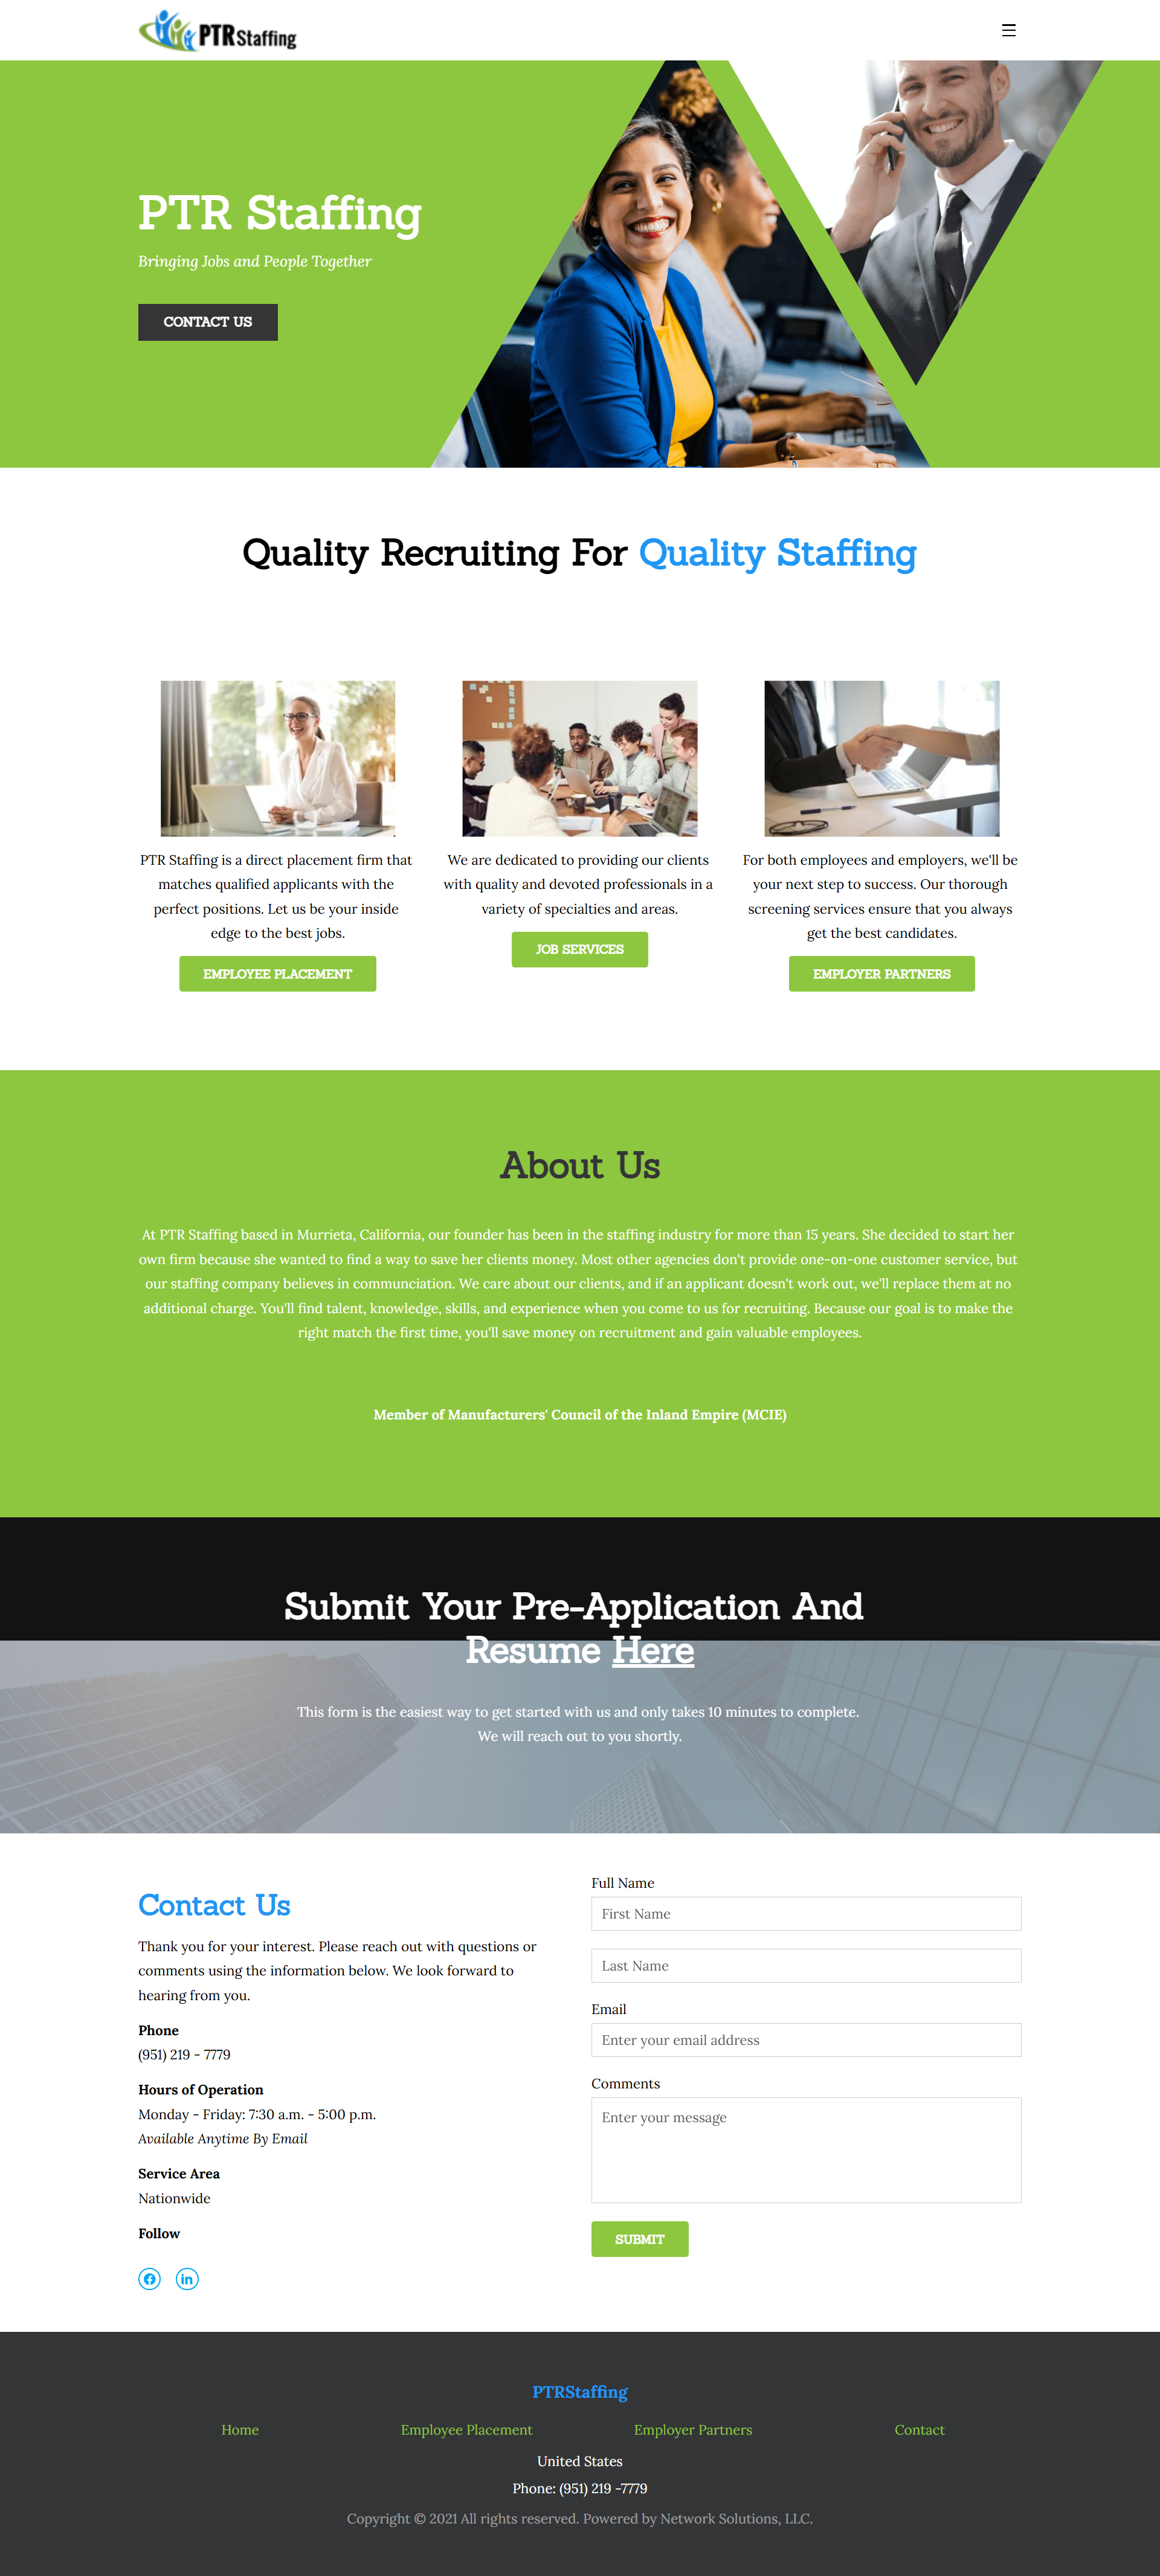 PTRStaffing
PTR Staffing
Bringing Jobs and People Together
CONTACT US
Quality Recruiting For Quality Staffing
PTR Staffing is a direct placement firm that
matches qualified applicants with the
perfect positions. Let us be your inside
edge to the best jobs.
EMPLOYEE PLACEMENT
We are dedicated to providing our clients
with quality and devoted professionals in a
variety of specialties and areas.
JOB SERVICES
For both employees and employers, we'll be
your next step to success. Our thorough
screening services ensure that you always
get the best candidates.
EMPLOYER PARTNERS
About Us
At PTR Staffing based in Murrieta, California, our founder has been in the staffing industry for more than 15 years. She decided to start her
own firm because she wanted to find a way to save her clients money. Most other agencies don't provide one-on-one customer service, but
our staffing company believes in communciation. We care about our clients, and if an applicant doesn't work out, we'll replace them at no
additional charge. You'll find talent, knowledge, skills, and experience when you come to us for recruiting. Because our goal is to make the
right match the first time, you'll save money on recruitment and gain valuable employees.
Member of Manufacturers' Council of the Inland Empire (MCIE)
Submit Your Pre-Application And
Resume Here
This form is the easiest way to get started with us and only takes 10 minutes to complete.
We will reach out to you shortly.
Contact Us
Thank you for your interest. Please reach out with questions or
comments using the information below. We look forward to
hearing from you.
Phone
(951) 219 - 7779
Hours of Operation
Monday - Friday: 7:30 a.m. - 5:00 p.m.
Available Anytime By Email
Service Area
Nationwide
Follow
Full Name
First Name
Last Name
Email
Enter your email address
Comments
Enter your message
SUBMIT
PTRStaffing
Home
Employee Placement
Employer Partners
Contact
United States
Phone: (951) 219 -7779
Copyright © 2021 All rights reserved. Powered by Network Solutions, LLC.